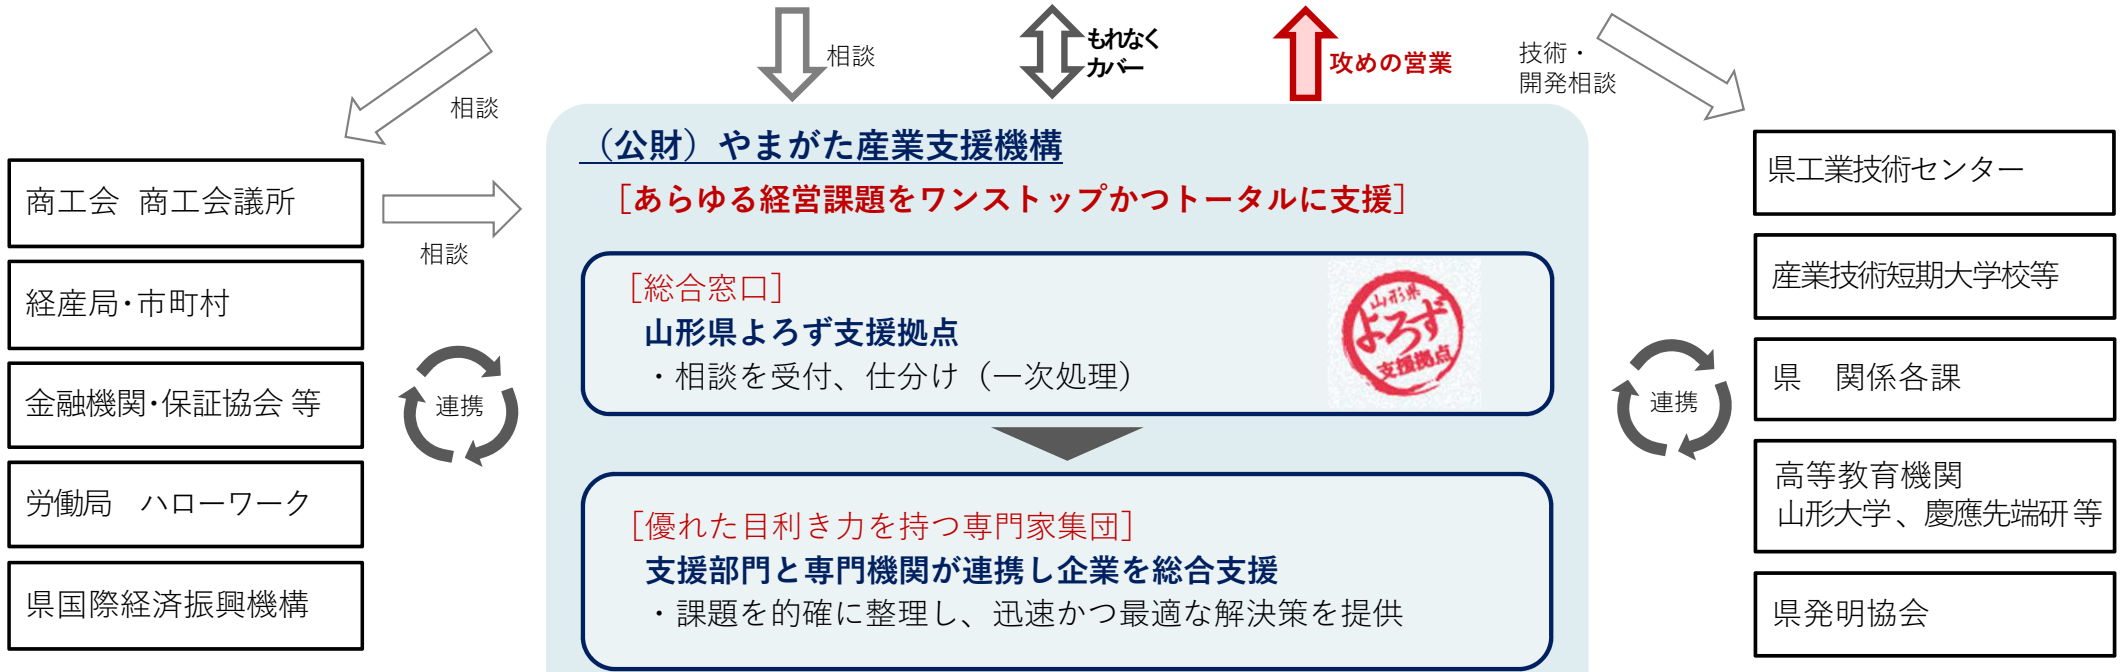 相談
もれなく
カバー
攻めの営業
技術・
開発相談
相談
（公財）やまがた産業支援機構
［あらゆる経営課題をワンストップかつトータルに支援］
商工会 商工会議所
相談
経産局・市町村
金融機関・保証協会 等
労働局　ハローワーク
県国際経済振興機構
連携
［総合窓口］
山形県よろず支援拠点
・相談を受付、仕分け（一次処理）
山形県
よろず
支援拠点
［優れた目利き力を持つ専門家集団］
支援部門と専門機関が連携し企業を総合支援
・課題を的確に整理し、迅速かつ最適な解決策を提供
連携
県工業技術センター
産業技術短期大学校等
県　関係各課
高等教育機関
山形大学、慶應先端研 等
県発明協会